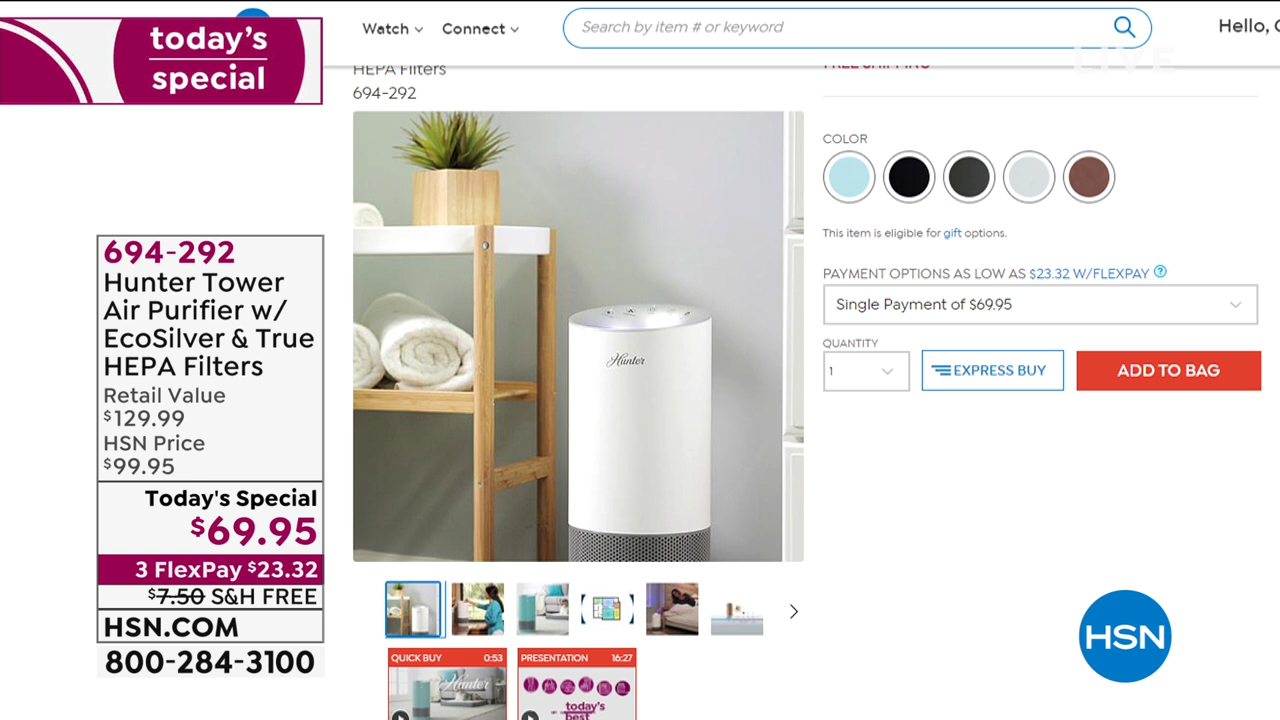 today's
special
Watch
Connect
Search by item # or keyword
Hello,
LIVE
HEPA Filters
694-292
FREE SHIPPING
COLOR
This item is eligible for gift options.
PAYMENT OPTIONS AS LOW AS $23.32 W/FLEXPAY ?
Single Payment of $69.95
QUANTITY
1
EXPRESS BUY
ADD TO BAG
Hunter
694-292
Hunter Tower
Air Purifier w/
EcoSilver & True
HEPA Filters
Retail Value
$129.99
HSN Price
$99.95
Today's Special
$69.95
3 FlexPay $23.32
$7.50 S&H FREE
HSN.COM
800-284-3100
QUICK BUY 0:53
Hunter
PRESENTATION 16:27
today's
best
HSN